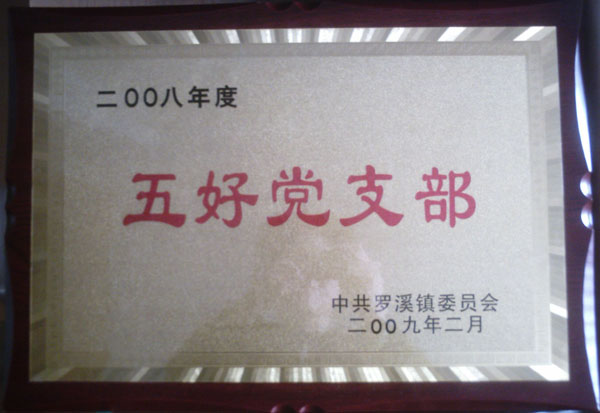 二00八年度
五好党支部
中共罗溪镇委员会
二00九年二月